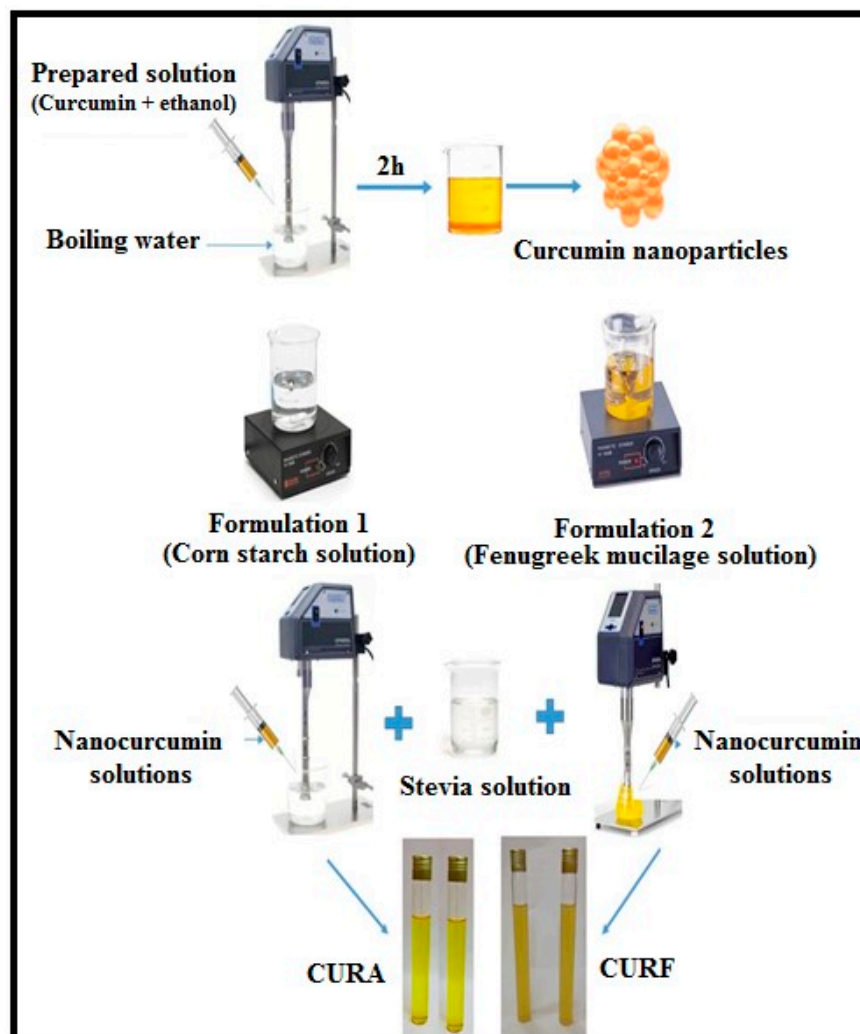 Prepared solution
(Curcumin + ethanol)
2h
Boiling water
Curcumin nanoparticles
Formulation 1
(Corn starch solution)
Formulation 2
(Fenugreek mucilage solution)
Nanocurcumin
solutions
Stevia solution
Nanocurcumin
solutions
CURA
CURF